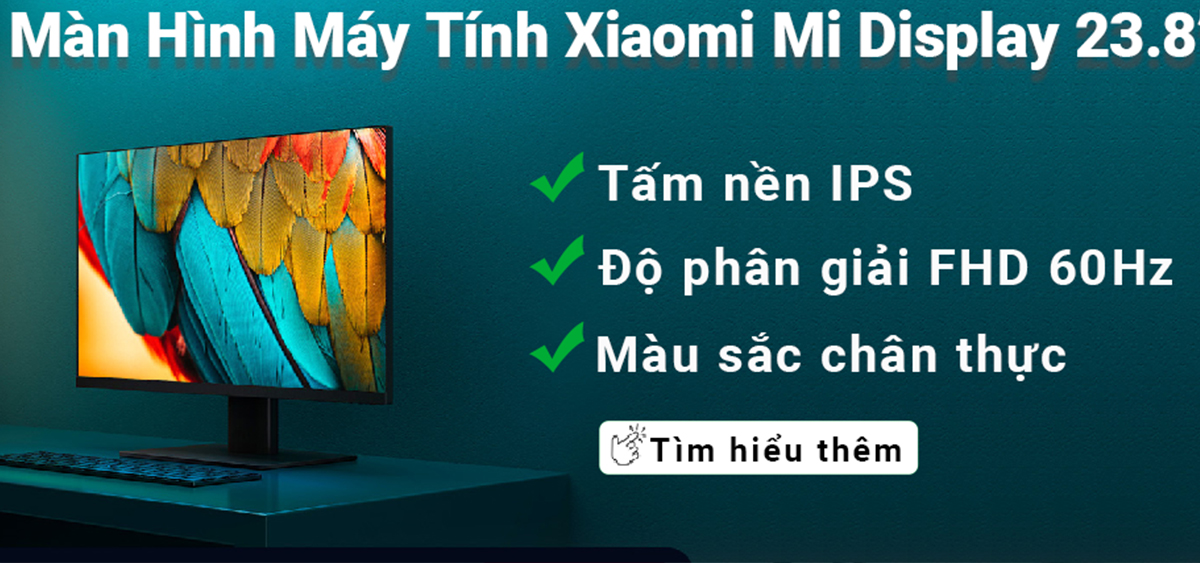 Màn Hình Máy Tính Xiaomi Mi Display 23.8
Tấm nền IPS
Độ phân giải FHD 60Hz
Màu sắc chân thực
Tìm hiểu thêm